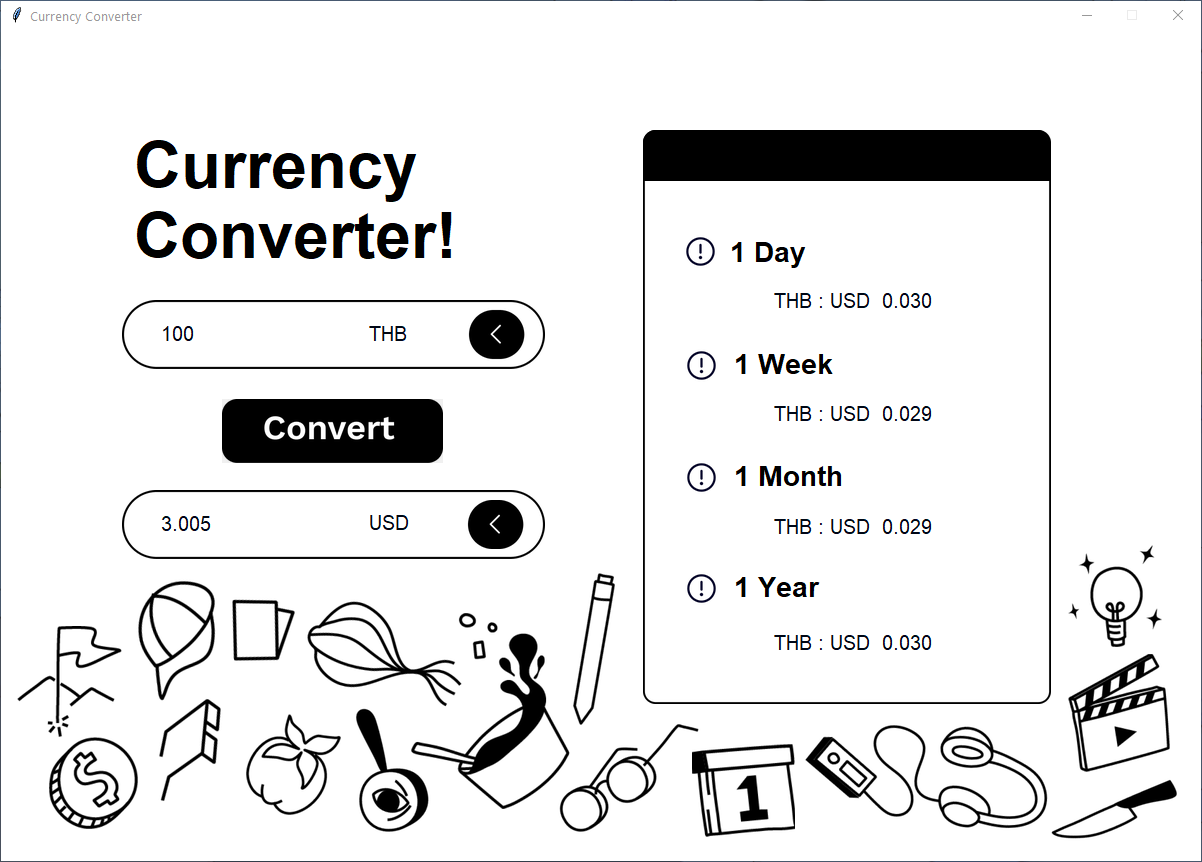 Currency Converter
Currency
Converter!
100 THB
Convert
3.005 USD
1 Day
THB : USD 0.030
1 Week
THB : USD 0.029
1 Month
THB : USD 0.029
1 Year
THB : USD 0.030
$
1